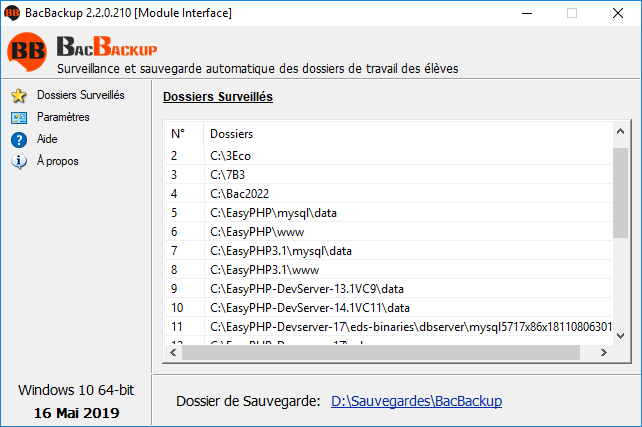 BacBackup 2.2.0.210 [Module Interface]
BB BACBACKUP
Surveillance et sauvegarde automatique des dossiers de travail des élèves
Dossiers Surveillés
Paramètres
Aide
À propos
Dossiers Surveillés
N° Dossiers
2 C:\3Eco
3 C:\7B3
4 C:\Bac2022
5 C:\EasyPHP\mysql\data
6 C:\EasyPHP\www
7 C:\EasyPHP3.1\mysql\data
8 C:\EasyPHP3.1\www
9 C:\EasyPHP-DevServer-13.1VC9\data
10 C:\EasyPHP-DevServer-14.1VC11\data
11 C:\EasyPHP-Devserver-17\eds-binaries\dbserver\mysql5717x86x18110806301
Windows 10 64-bit
16 Mai 2019
Dossier de Sauvegarde: D:\Sauvegardes\BacBackup